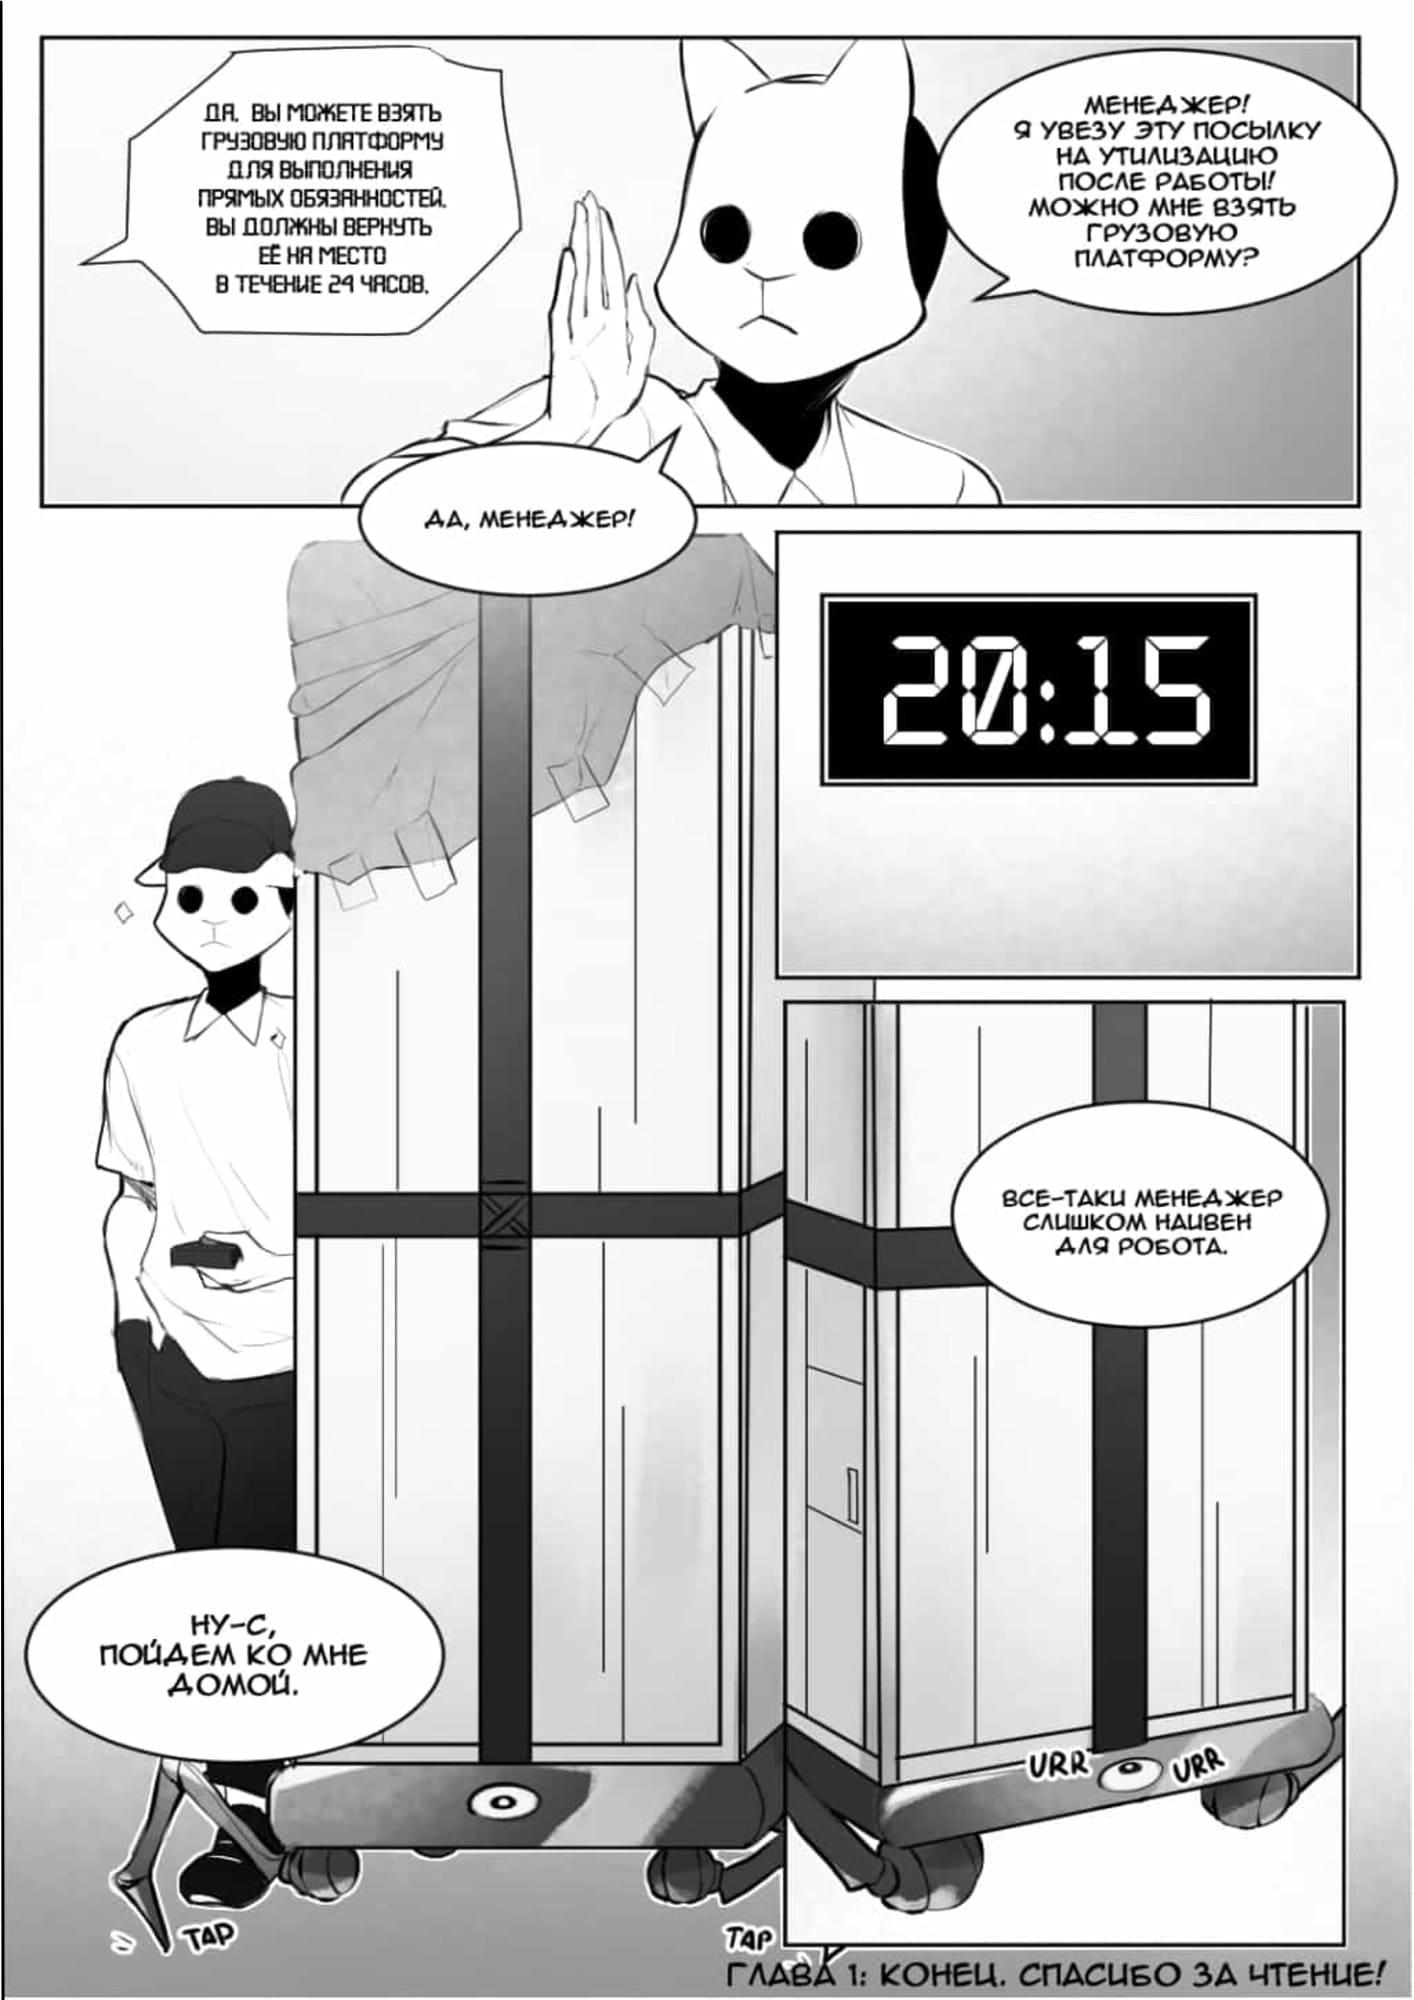 МЕНЕДЖЕР!
Я УВЕЗУ ЭТУ ПОСЫЛКУ
НА УТИЛИЗАЦИЮ
ПОСЛЕ РАБОТЫ!
МОЖНО МНЕ ВЗЯТЬ
ГРУЗОВУЮ
ПЛАТФОРМУ?
ДА, ВЫ МОЖЕТЕ ВЗЯТЬ
ГРУЗОВУЮ ПЛАТФОРМУ
ДЛЯ ВЫПОЛНЕНИЯ
ПРЯМЫХ ОБЯЗАННОСТЕЙ.
ВЫ ДОЛЖНЫ ВЕРНУТЬ
ЕЁ НА МЕСТО
В ТЕЧЕНИЕ 24 ЧАСОВ.
ДА, МЕНЕДЖЕР!
20:15
ВСЕ-ТАКИ МЕНЕДЖЕР
СЛИШКОМ НАИВЕН
ДЛЯ РОБОТА.
НУ-С,
ПОЙДЕМ КО МНЕ
ДОМОЙ.
URR
URR
TAP
TAP
ГЛАВА 1: КОНЕЦ. СПАСИБО ЗА ЧТЕНИЕ!